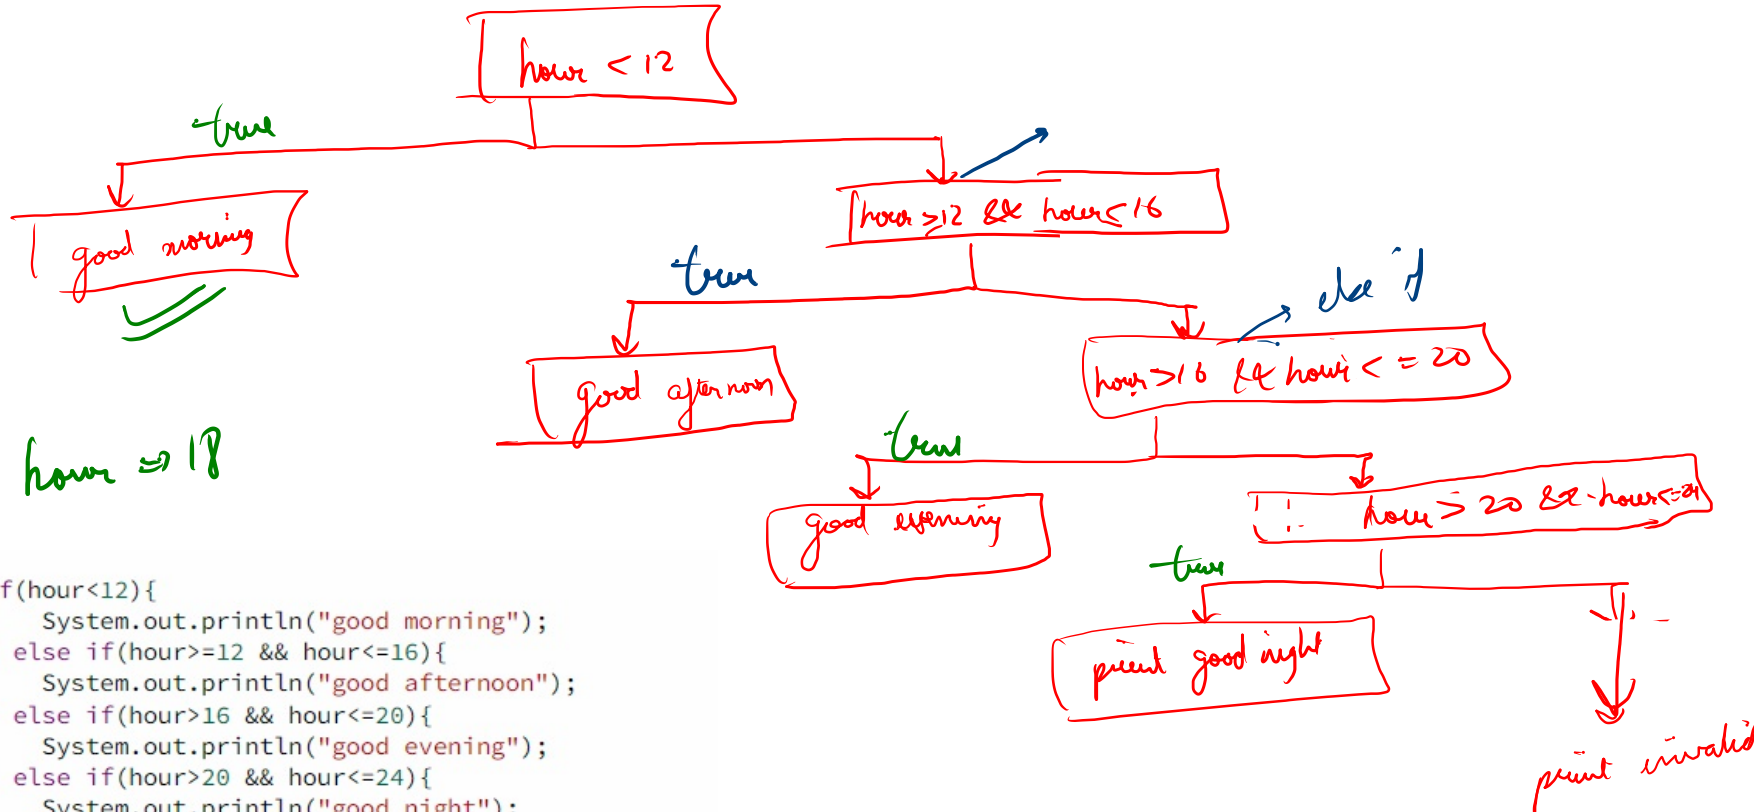 hour < 12
true
good morning
hour >= 12 && hour <= 16
true
else if
good afternoon
hour > 16 && hour < = 20
hour => 18
true
good evening
hour > 20 && hour <= 24
true
print good night
print invalid
f(hour<12){
System.out.println("good morning");
else if(hour>=12 && hour<=16){
System.out.println("good afternoon");
else if(hour>16 && hour<=20){
System.out.println("good evening");
else if(hour>20 && hour<=24){
System.out.println("good night");